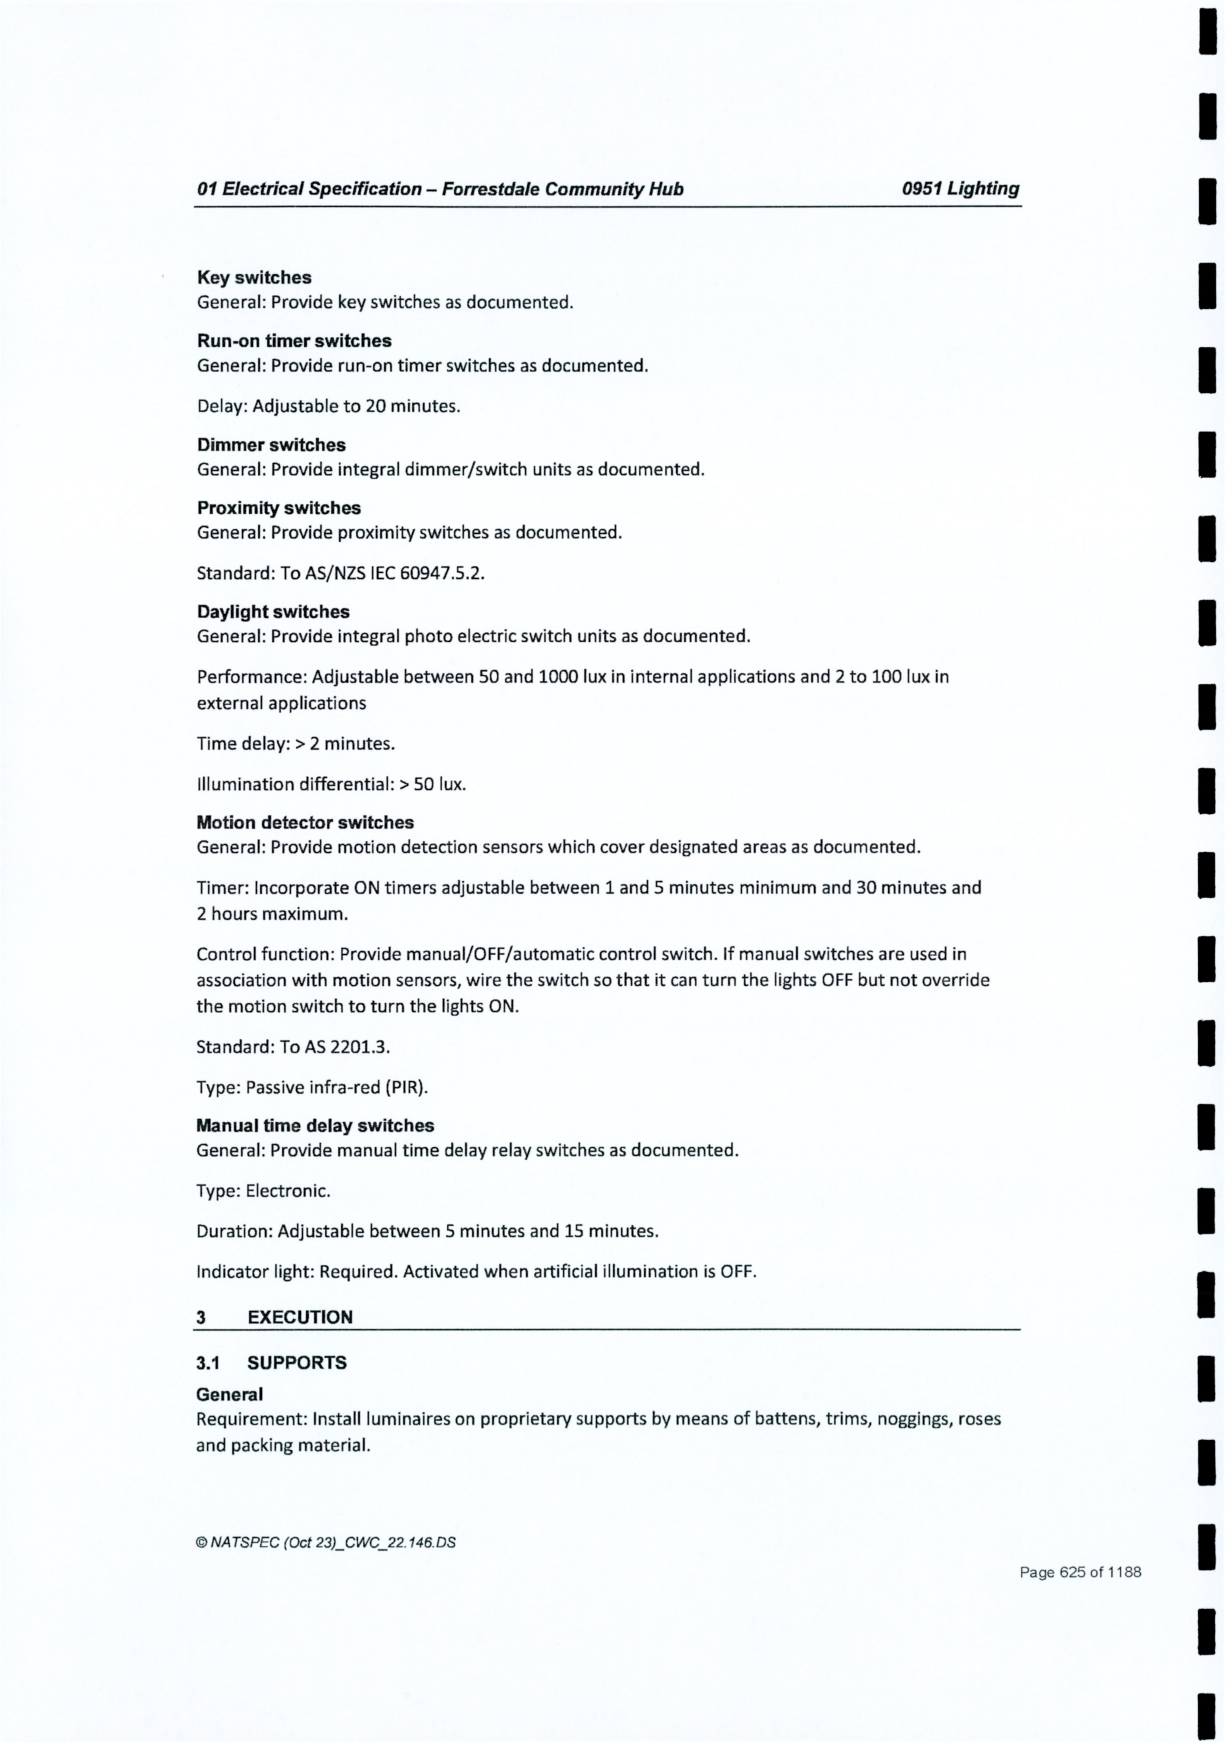 01 Electrical Specification – Forrestdale Community Hub 0951 Lighting
Key switches
General: Provide key switches as documented.
Run-on timer switches
General: Provide run-on timer switches as documented.
Delay: Adjustable to 20 minutes.
Dimmer switches
General: Provide integral dimmer/switch units as documented.
Proximity switches
General: Provide proximity switches as documented.
Standard: To AS/NZS IEC 60947.5.2.
Daylight switches
General: Provide integral photo electric switch units as documented.
Performance: Adjustable between 50 and 1000 lux in internal applications and 2 to 100 lux in
external applications
Time delay: > 2 minutes.
Illumination differential: > 50 lux.
Motion detector switches
General: Provide motion detection sensors which cover designated areas as documented.
Timer: Incorporate ON timers adjustable between 1 and 5 minutes minimum and 30 minutes and
2 hours maximum.
Control function: Provide manual/OFF/automatic control switch. If manual switches are used in
association with motion sensors, wire the switch so that it can turn the lights OFF but not override
the motion switch to turn the lights ON.
Standard: To AS 2201.3.
Type: Passive infra-red (PIR).
Manual time delay switches
General: Provide manual time delay relay switches as documented.
Type: Electronic.
Duration: Adjustable between 5 minutes and 15 minutes.
Indicator light: Required. Activated when artificial illumination is OFF.
3 EXECUTION
3.1 SUPPORTS
General
Requirement: Install luminaires on proprietary supports by means of battens, trims, noggings, roses
and packing material.
© NATSPEC (Oct 23)_CWC_22.146.DS
Page 625 of 1188